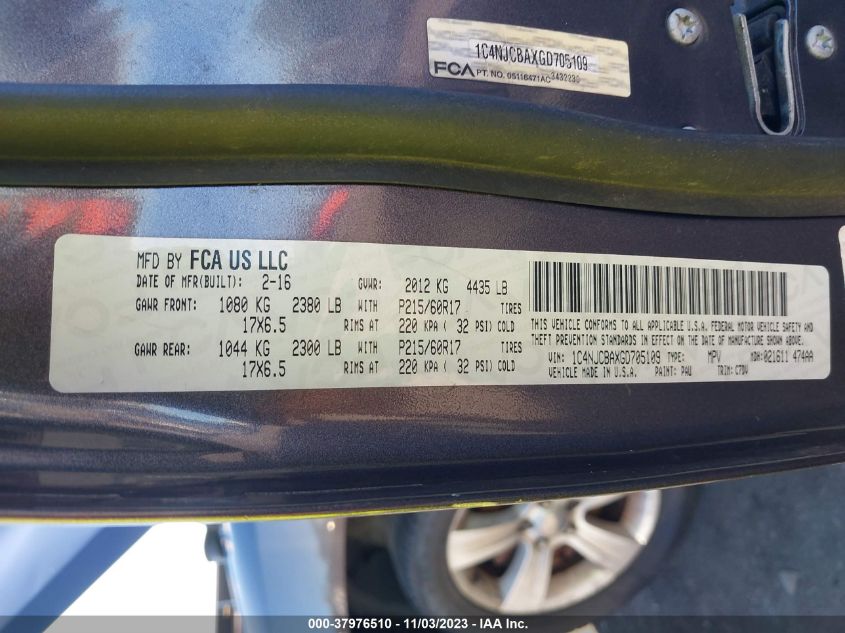 1C4NJCBAXGD705109
FCA PT. NO. 05116471AC 3432230
MFD BY FCA US LLC
DATE OF MFR(BUILT): 2-16 GVWR: 2012 KG 4435 LB
GAWR FRONT: 1080 KG 2380 LB WITH P215/60R17 TIRES
17X6.5 RIMS AT 220 KPA ( 32 PSI) COLD
GAWR REAR: 1044 KG 2300 LB WITH P215/60R17 TIRES
17X6.5 RIMS AT 220 KPA ( 32 PSI) COLD
THIS VEHICLE CONFORMS TO ALL APPLICABLE U.S.A. FEDERAL MOTOR VEHICLE SAFETY AND
THEFT PREVENTION STANDARDS IN EFFECT ON THE DATE OF MANUFACTURE SHOWN ABOVE.
VIN: 1C4NJCBAXGD705109 TYPE: MPV MDH: 021611 474AA
VEHICLE MADE IN U.S.A. PAINT: PAU TRIM: C7DV
000-37976510 - 11/03/2023 - IAA Inc.